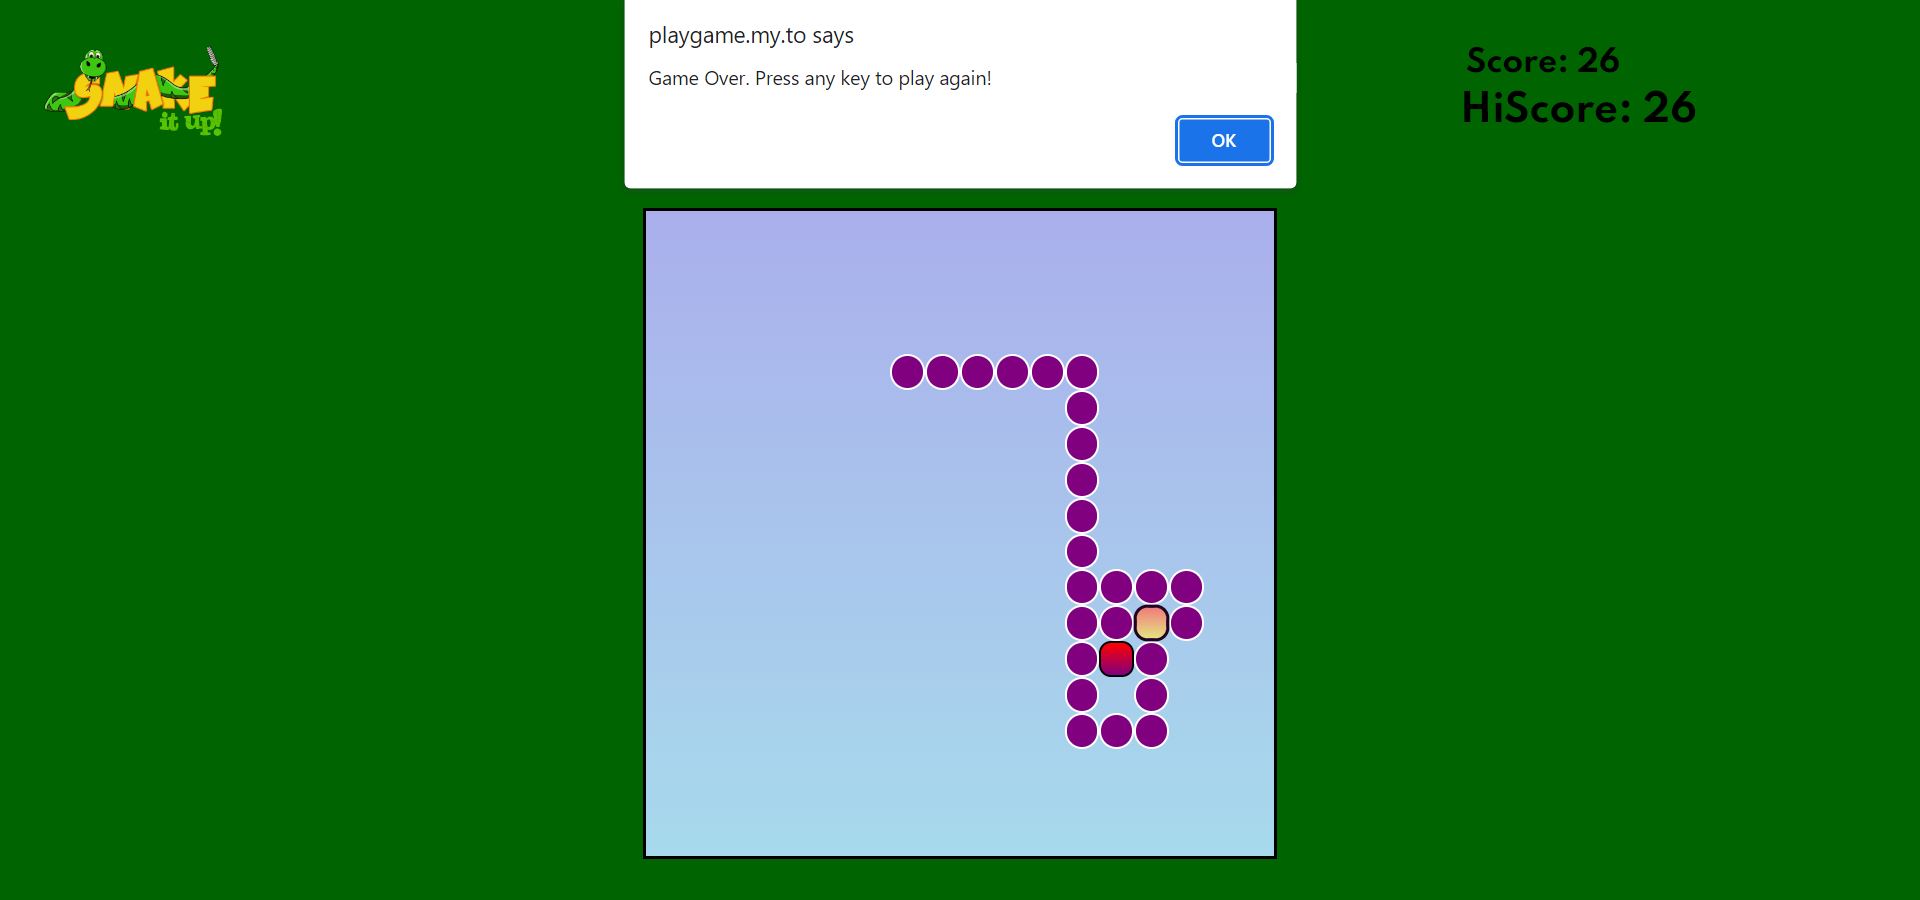 SNAKE
it up!
playgame.my.to says
Game Over. Press any key to play again!
OK
Score: 26
HiScore: 26